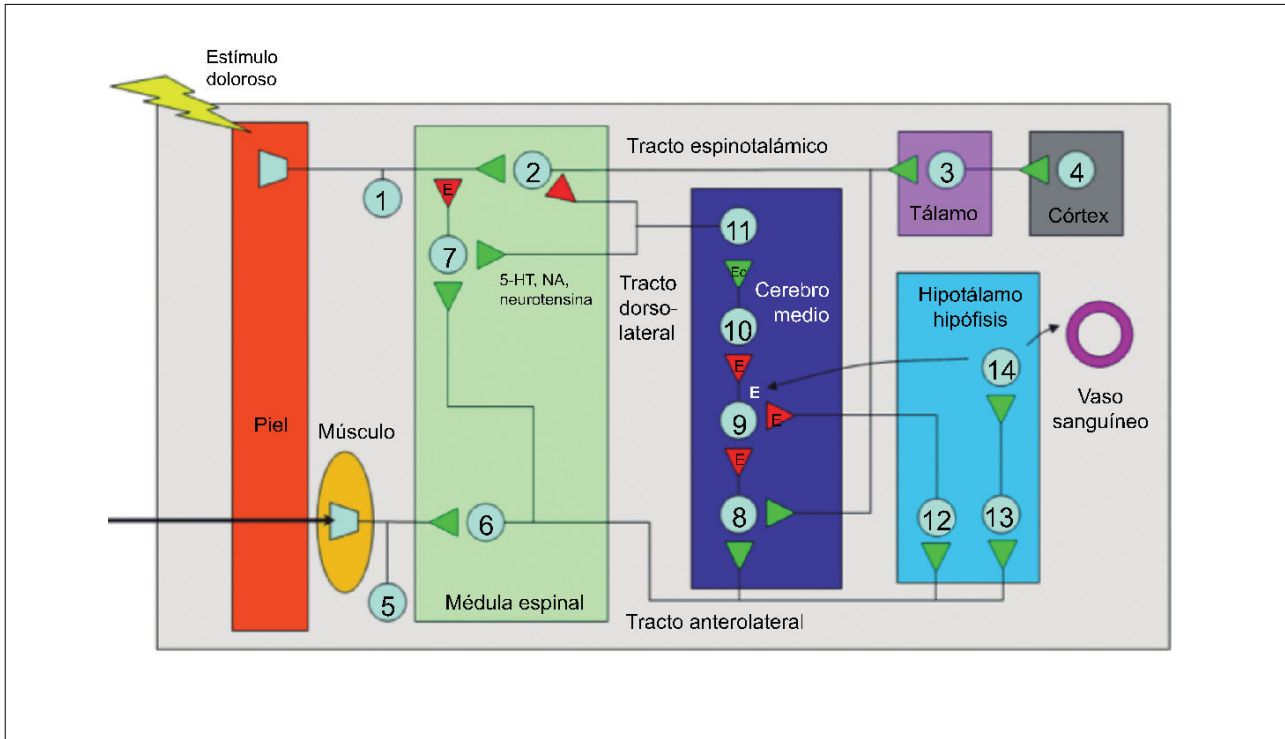 Estímulo
doloroso
Tracto espinotalámico
1
2
3
4
Tálamo
Córtex
E
7
11
5-HT, NA,
neurotensina
Tracto
dorso-
lateral
Ec
Cerebro
medio
10
E
E
9
E
E
8
Hipotálamo
hipófisis
14
Vaso
sanguíneo
12
13
Piel
Músculo
6
5
Médula espinal
Tracto anterolateral